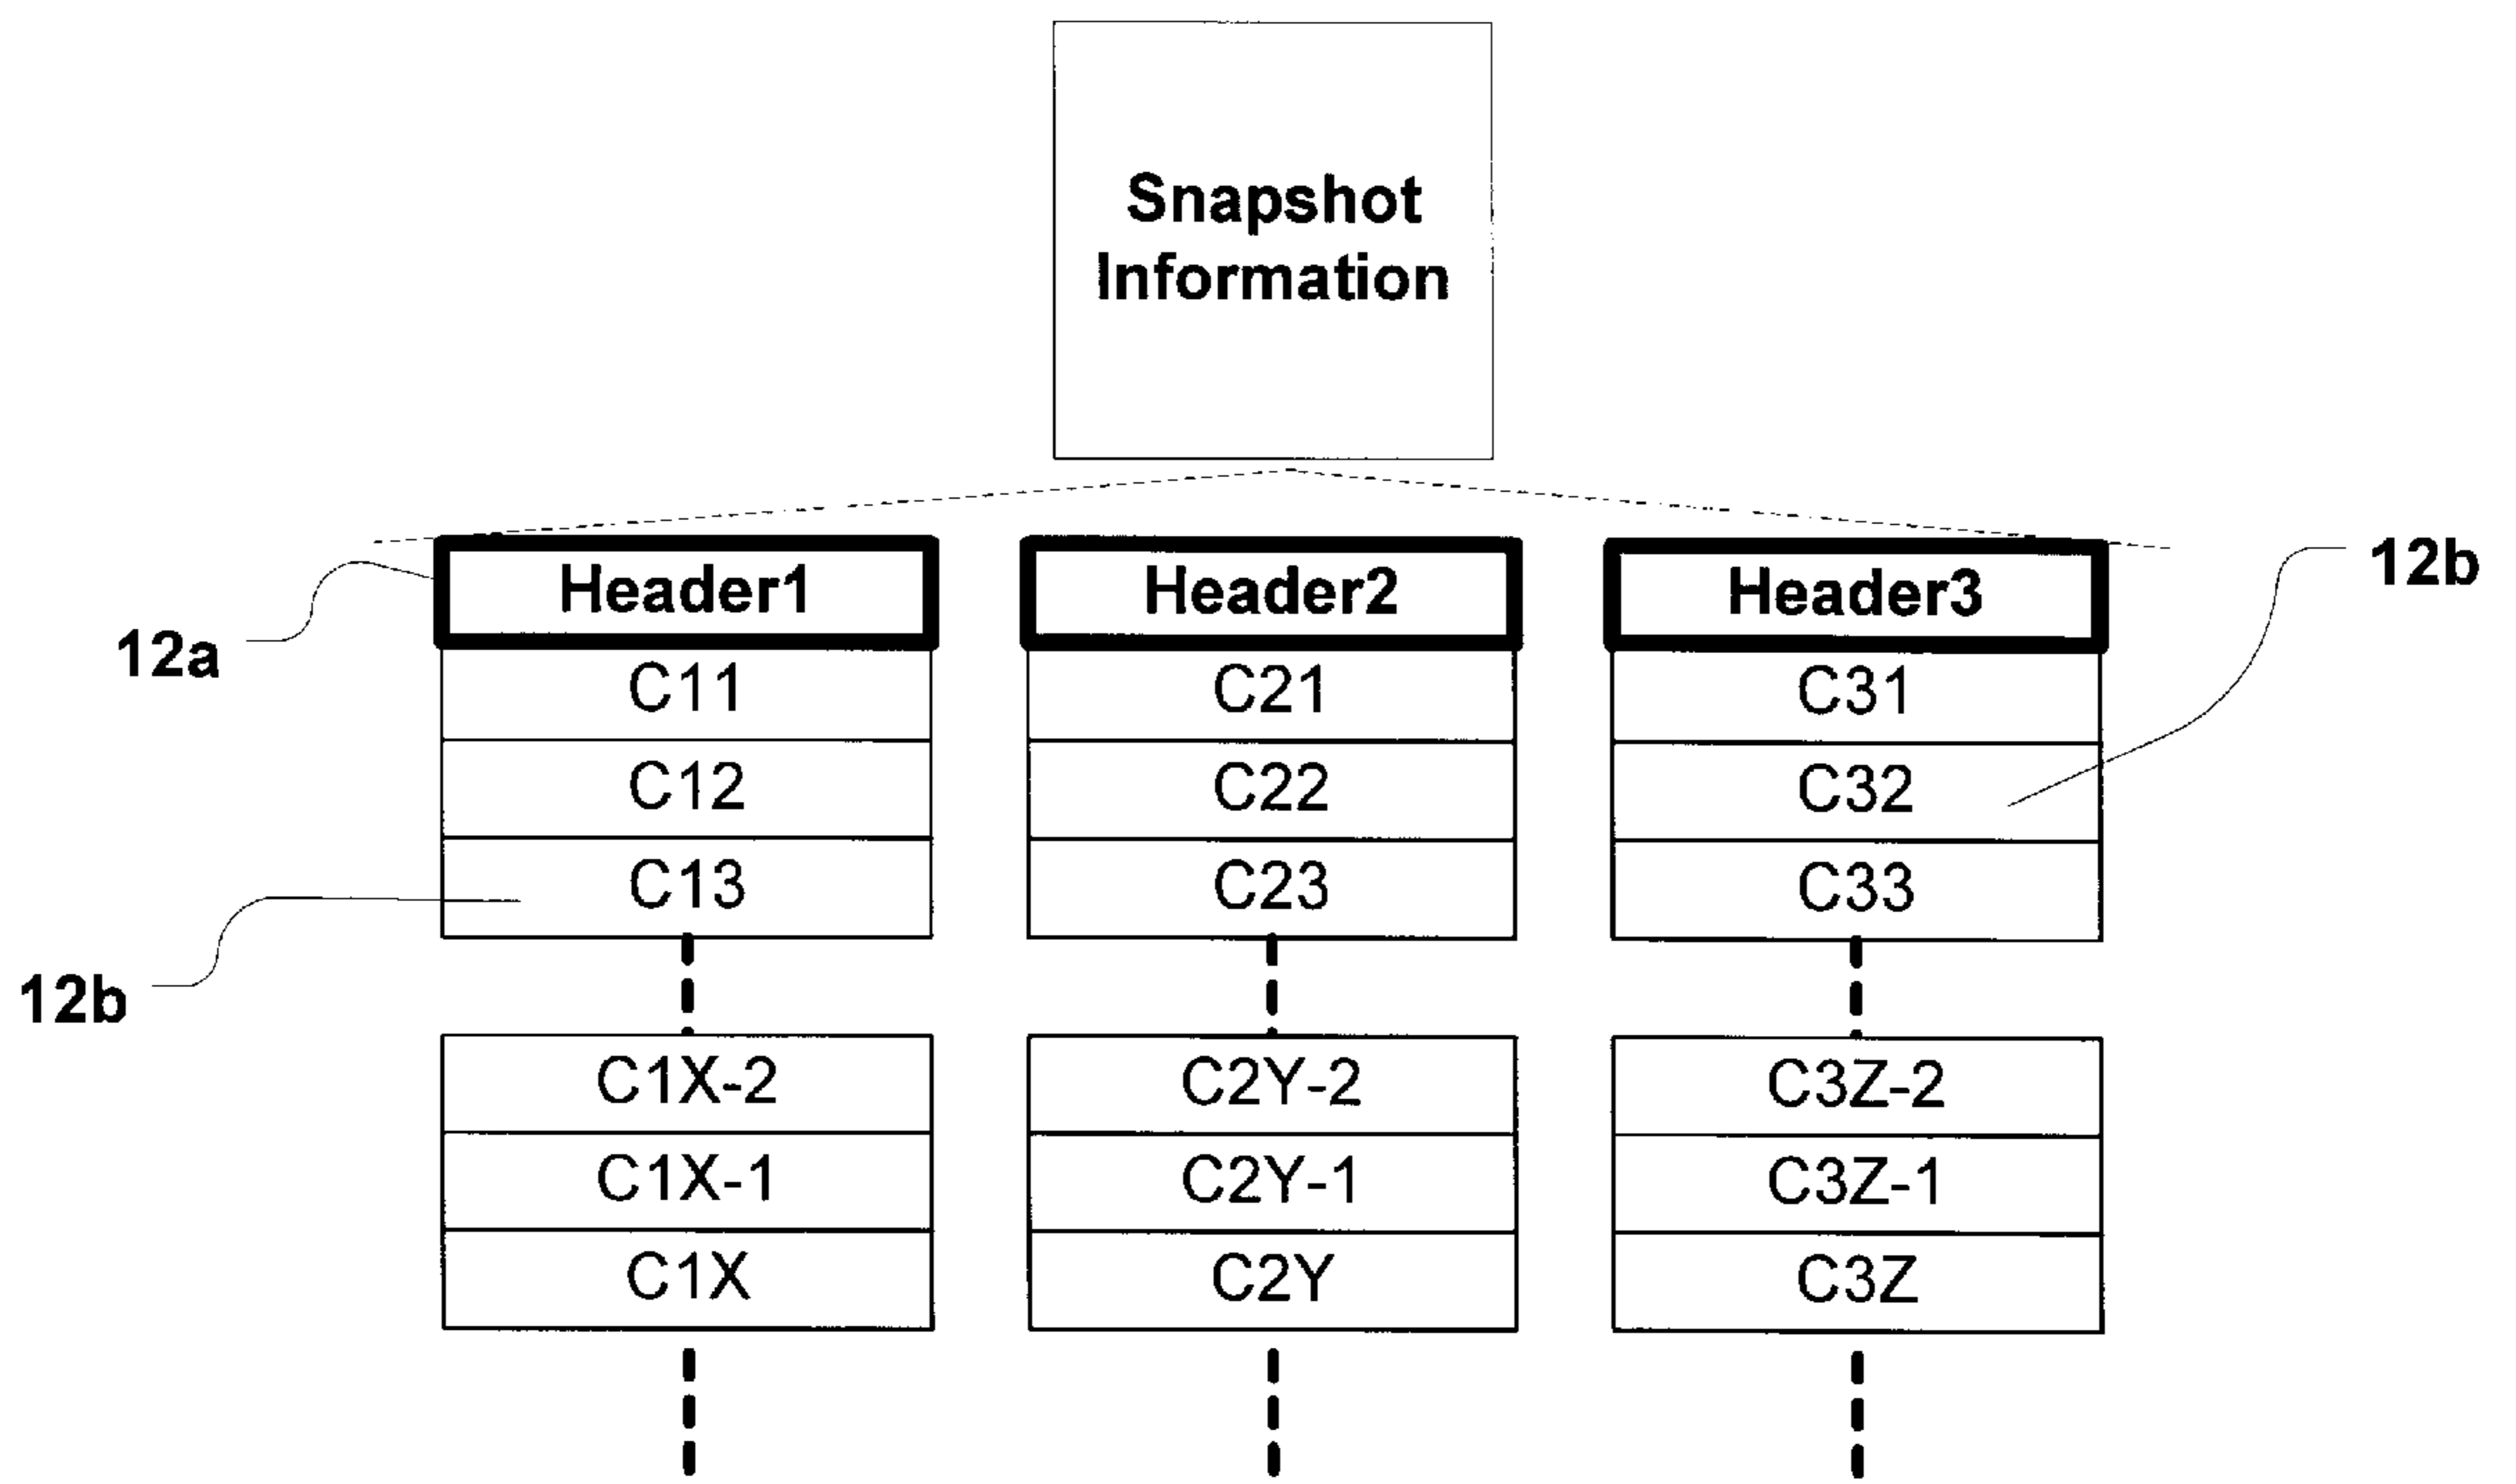 Snapshot
Information
Header1 Header2 Header3 12b
12a
C11 C21 C31
C12 C22 C32
C13 C23 C33
12b
C1X-2 C2Y-2 C3Z-2
C1X-1 C2Y-1 C3Z-1
C1X C2Y C3Z